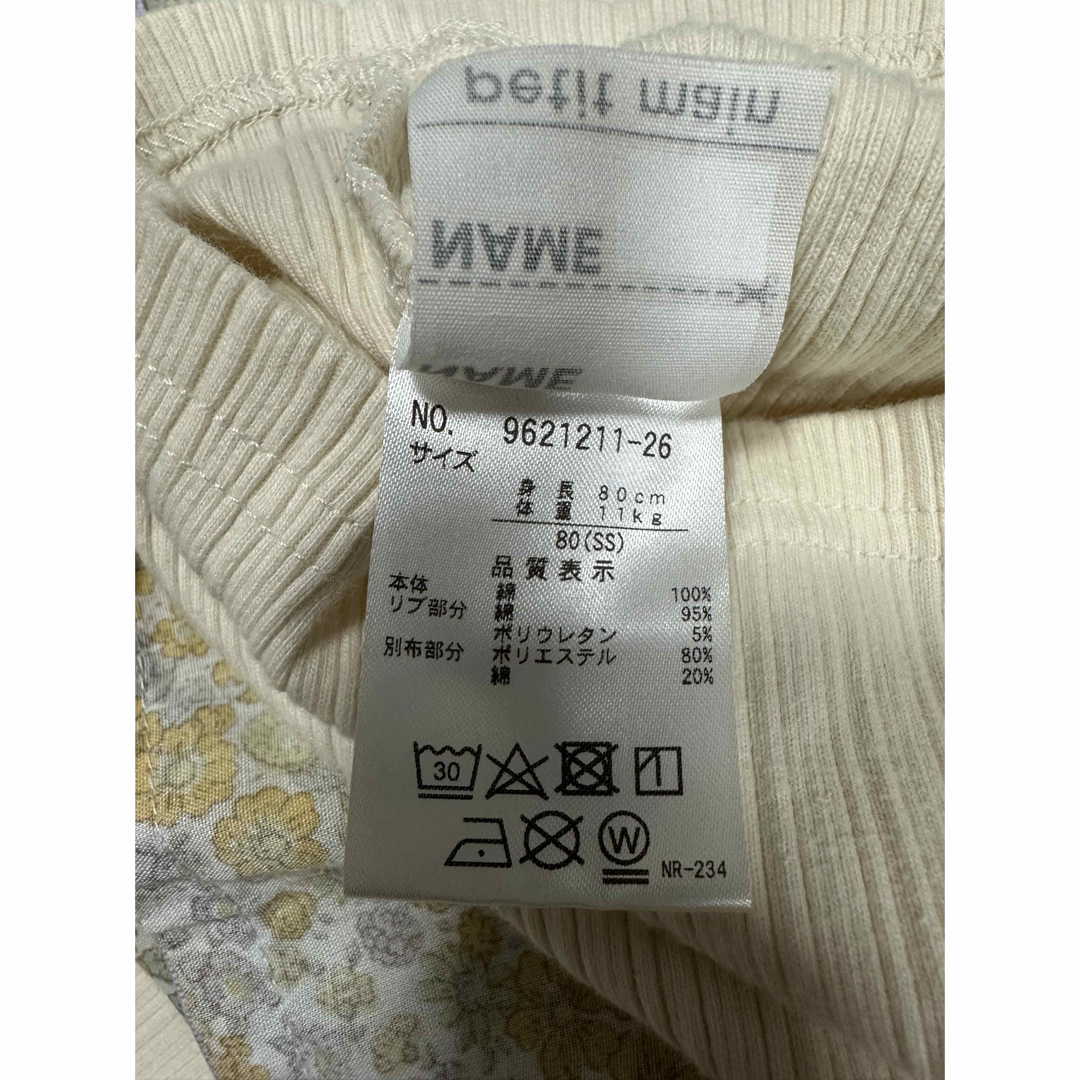 petit main
NAME
NAME
NO. 9621211-26
サイズ
身長 80cm
体重 11kg
80(SS)
品質表示
本体 綿 100%
リブ部分 綿 95%
ポリウレタン 5%
別布部分 ポリエステル 80%
綿 20%
30
W
NR-234